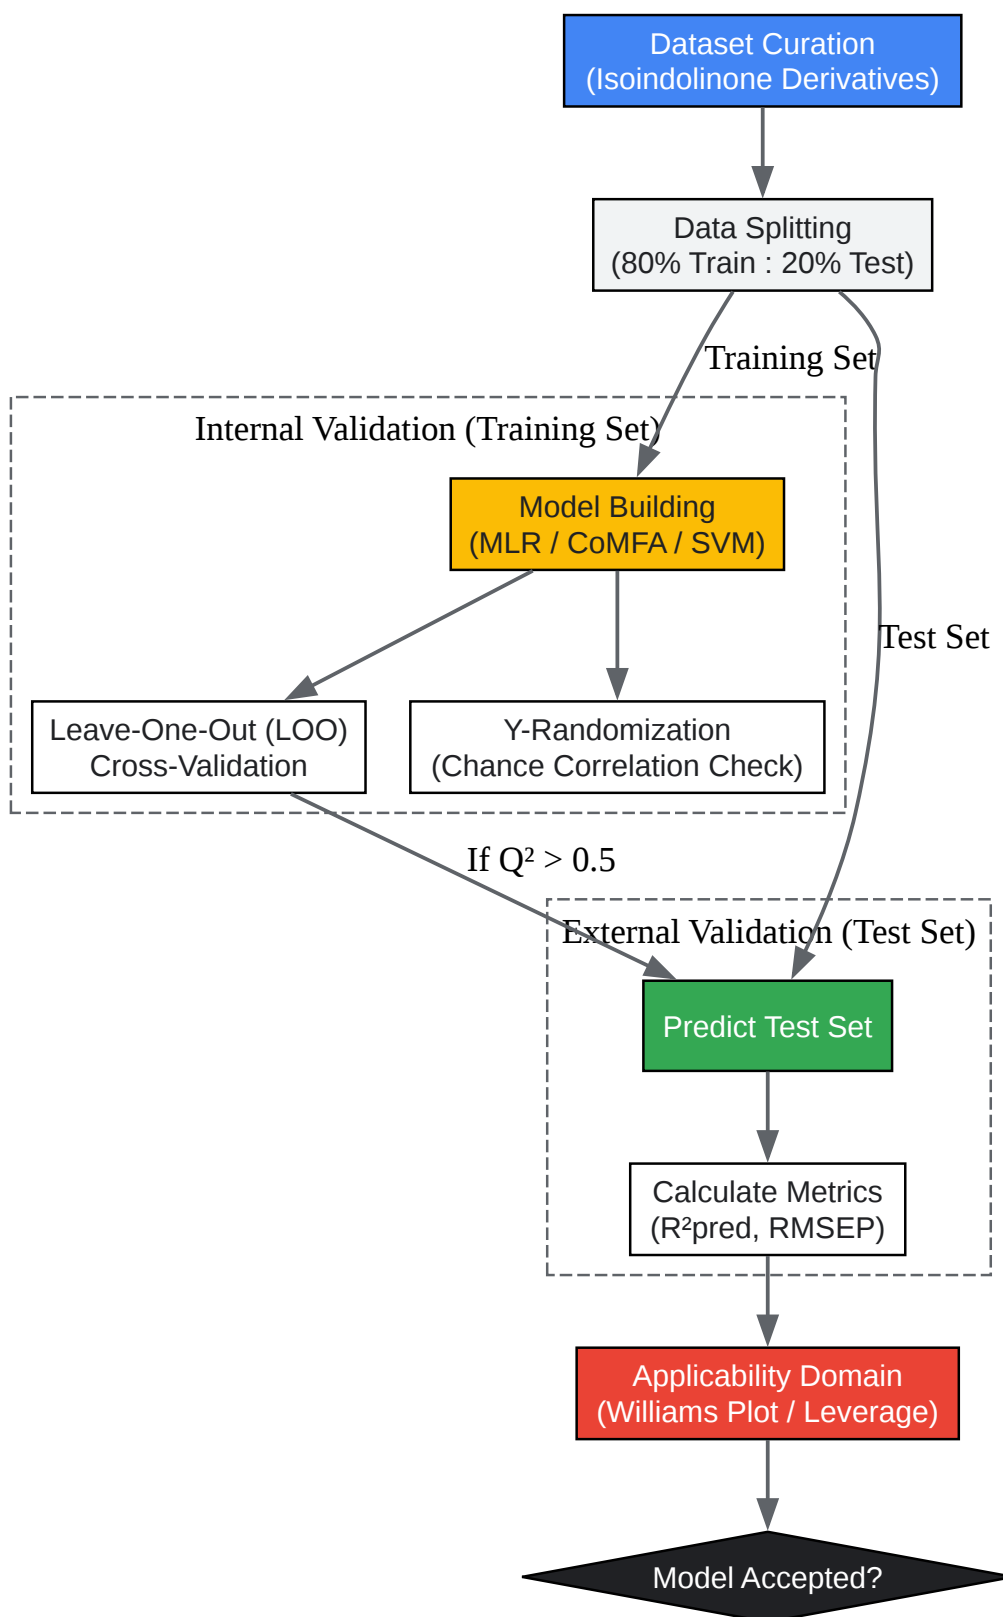 Dataset Curation
(Isoindolinone Derivatives)
Data Splitting
(80% Train : 20% Test)
Training Set
Internal Validation (Training Set)
Model Building
(MLR / CoMFA / SVM)
Test Set
Leave-One-Out (LOO)
Cross-Validation
Y-Randomization
(Chance Correlation Check)
If Q² > 0.5
External Validation (Test Set)
Predict Test Set
Calculate Metrics
(R²pred, RMSEP)
Applicability Domain
(Williams Plot / Leverage)
Model Accepted?